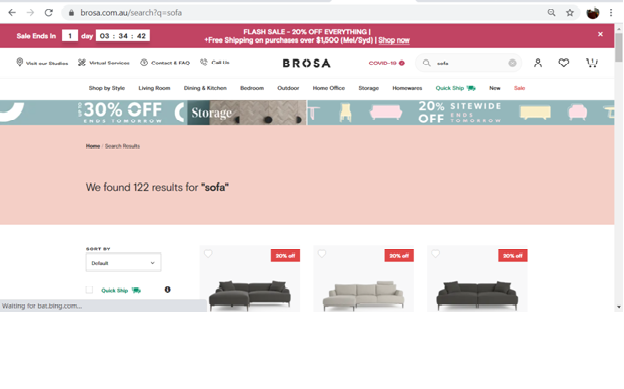 brosa.com.au/search?q=sofa
Sale Ends In 1 day 03 : 34 : 42
FLASH SALE - 20% OFF EVERYTHING |
+Free Shipping on purchases over $1,500 (Mel/Syd) | Shop now
Visit our Studios Virtual Services Contact & FAQ Call Us
BROSA
COVID-19
sofa
Shop by Style Living Room Dining & Kitchen Bedroom Outdoor Home Office Storage Homewares Quick Ship New Sale
UP TO 30% OFF
ENDS TOMORROW
Storage
20% SITEWIDE
OFF ENDS TOMORROW
Home Search Results
We found 122 results for "sofa"
SORT BY
Default
Quick Ship
20% off 20% off 20% off
Waiting for bat.bing.com...